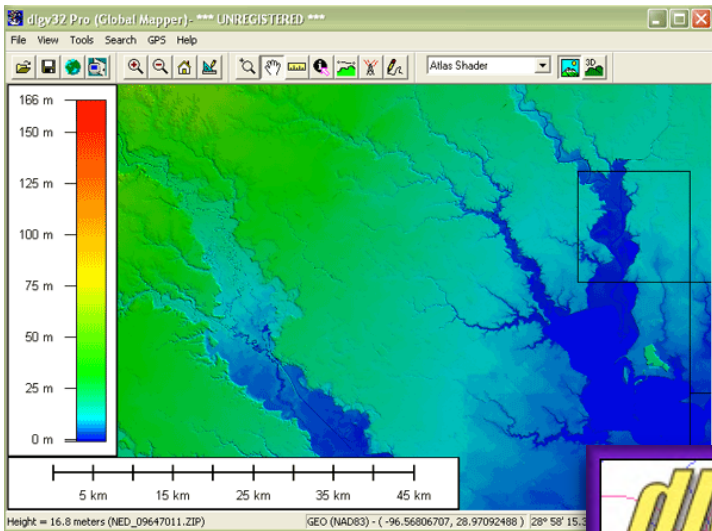 dlgv32 Pro (Global Mapper)- *** UNREGISTERED ***
File View Tools Search GPS Help
Atlas Shader
3D
166 m
150 m
125 m
100 m
75 m
50 m
25 m
0 m
5 km 15 km 25 km 35 km 45 km
Height = 16.8 meters (NED_09647011.ZIP)
GEO (NAD83) - ( -96.56806707, 28.97092488 )
28° 58' 15.3